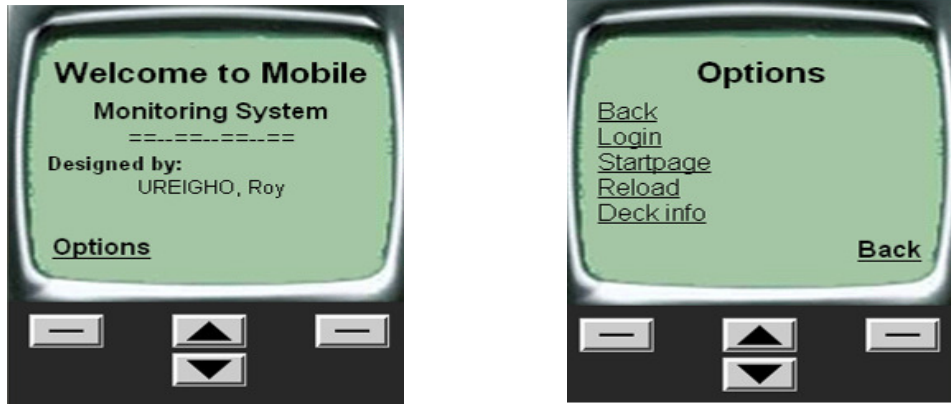 Welcome to Mobile
Monitoring System
==--==--==--==
Designed by:
UREIGHO, Roy
Options
Options
Back
Login
Startpage
Reload
Deck info
Back